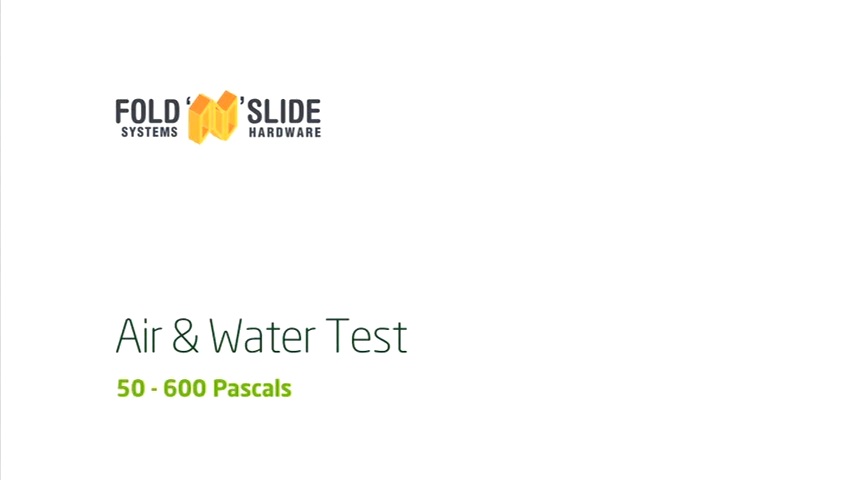 FOLD 'N' SLIDE
SYSTEMS HARDWARE
Air & Water Test
50 - 600 Pascals